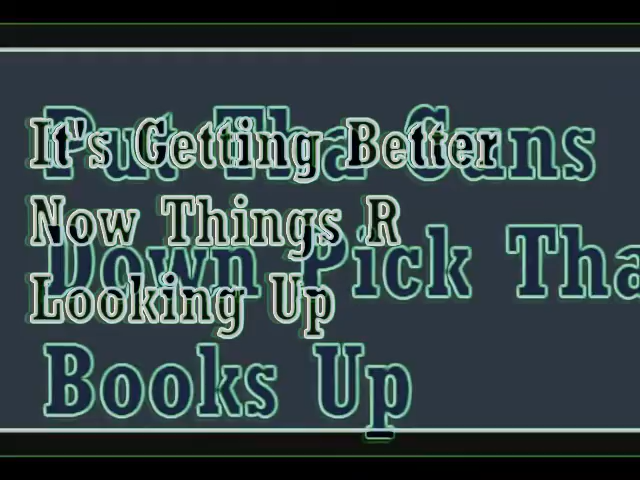 It's Getting Better
Now Things R
Looking Up
Put Tha Guns
Down Pick Tha
Books Up